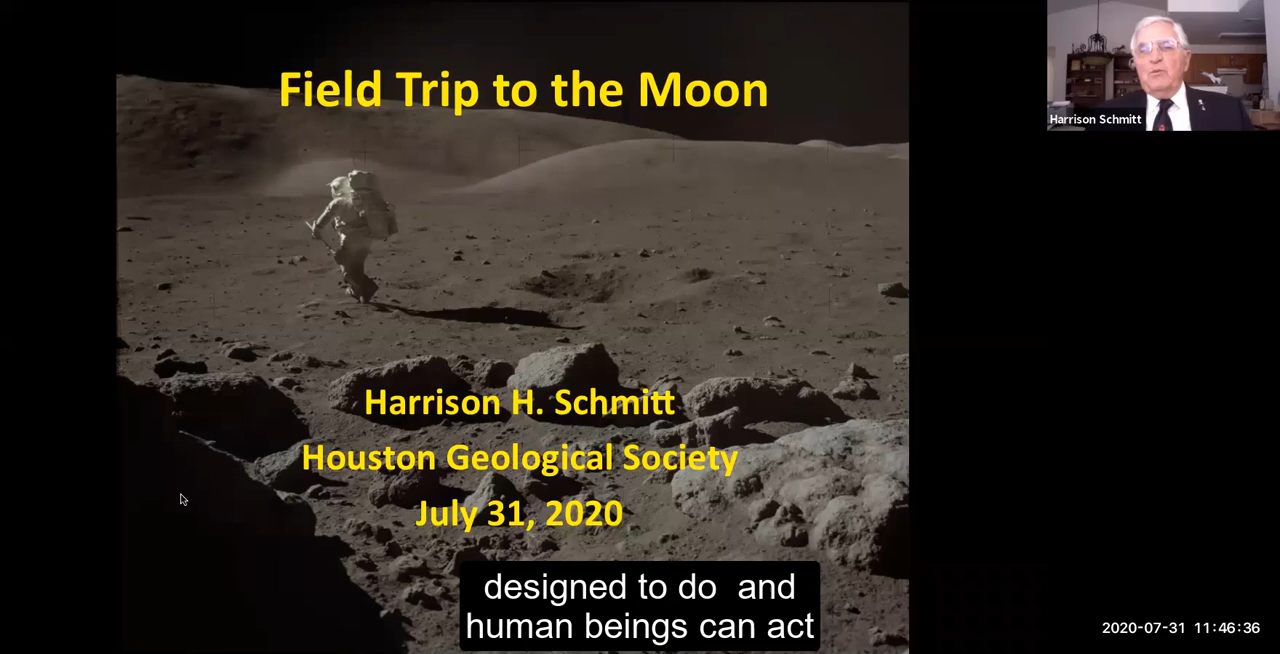 Field Trip to the Moon
Harrison Schmitt
Harrison H. Schmitt
Houston Geological Society
July 31, 2020
designed to do  and
human beings can act
2020-07-31 11:46:36